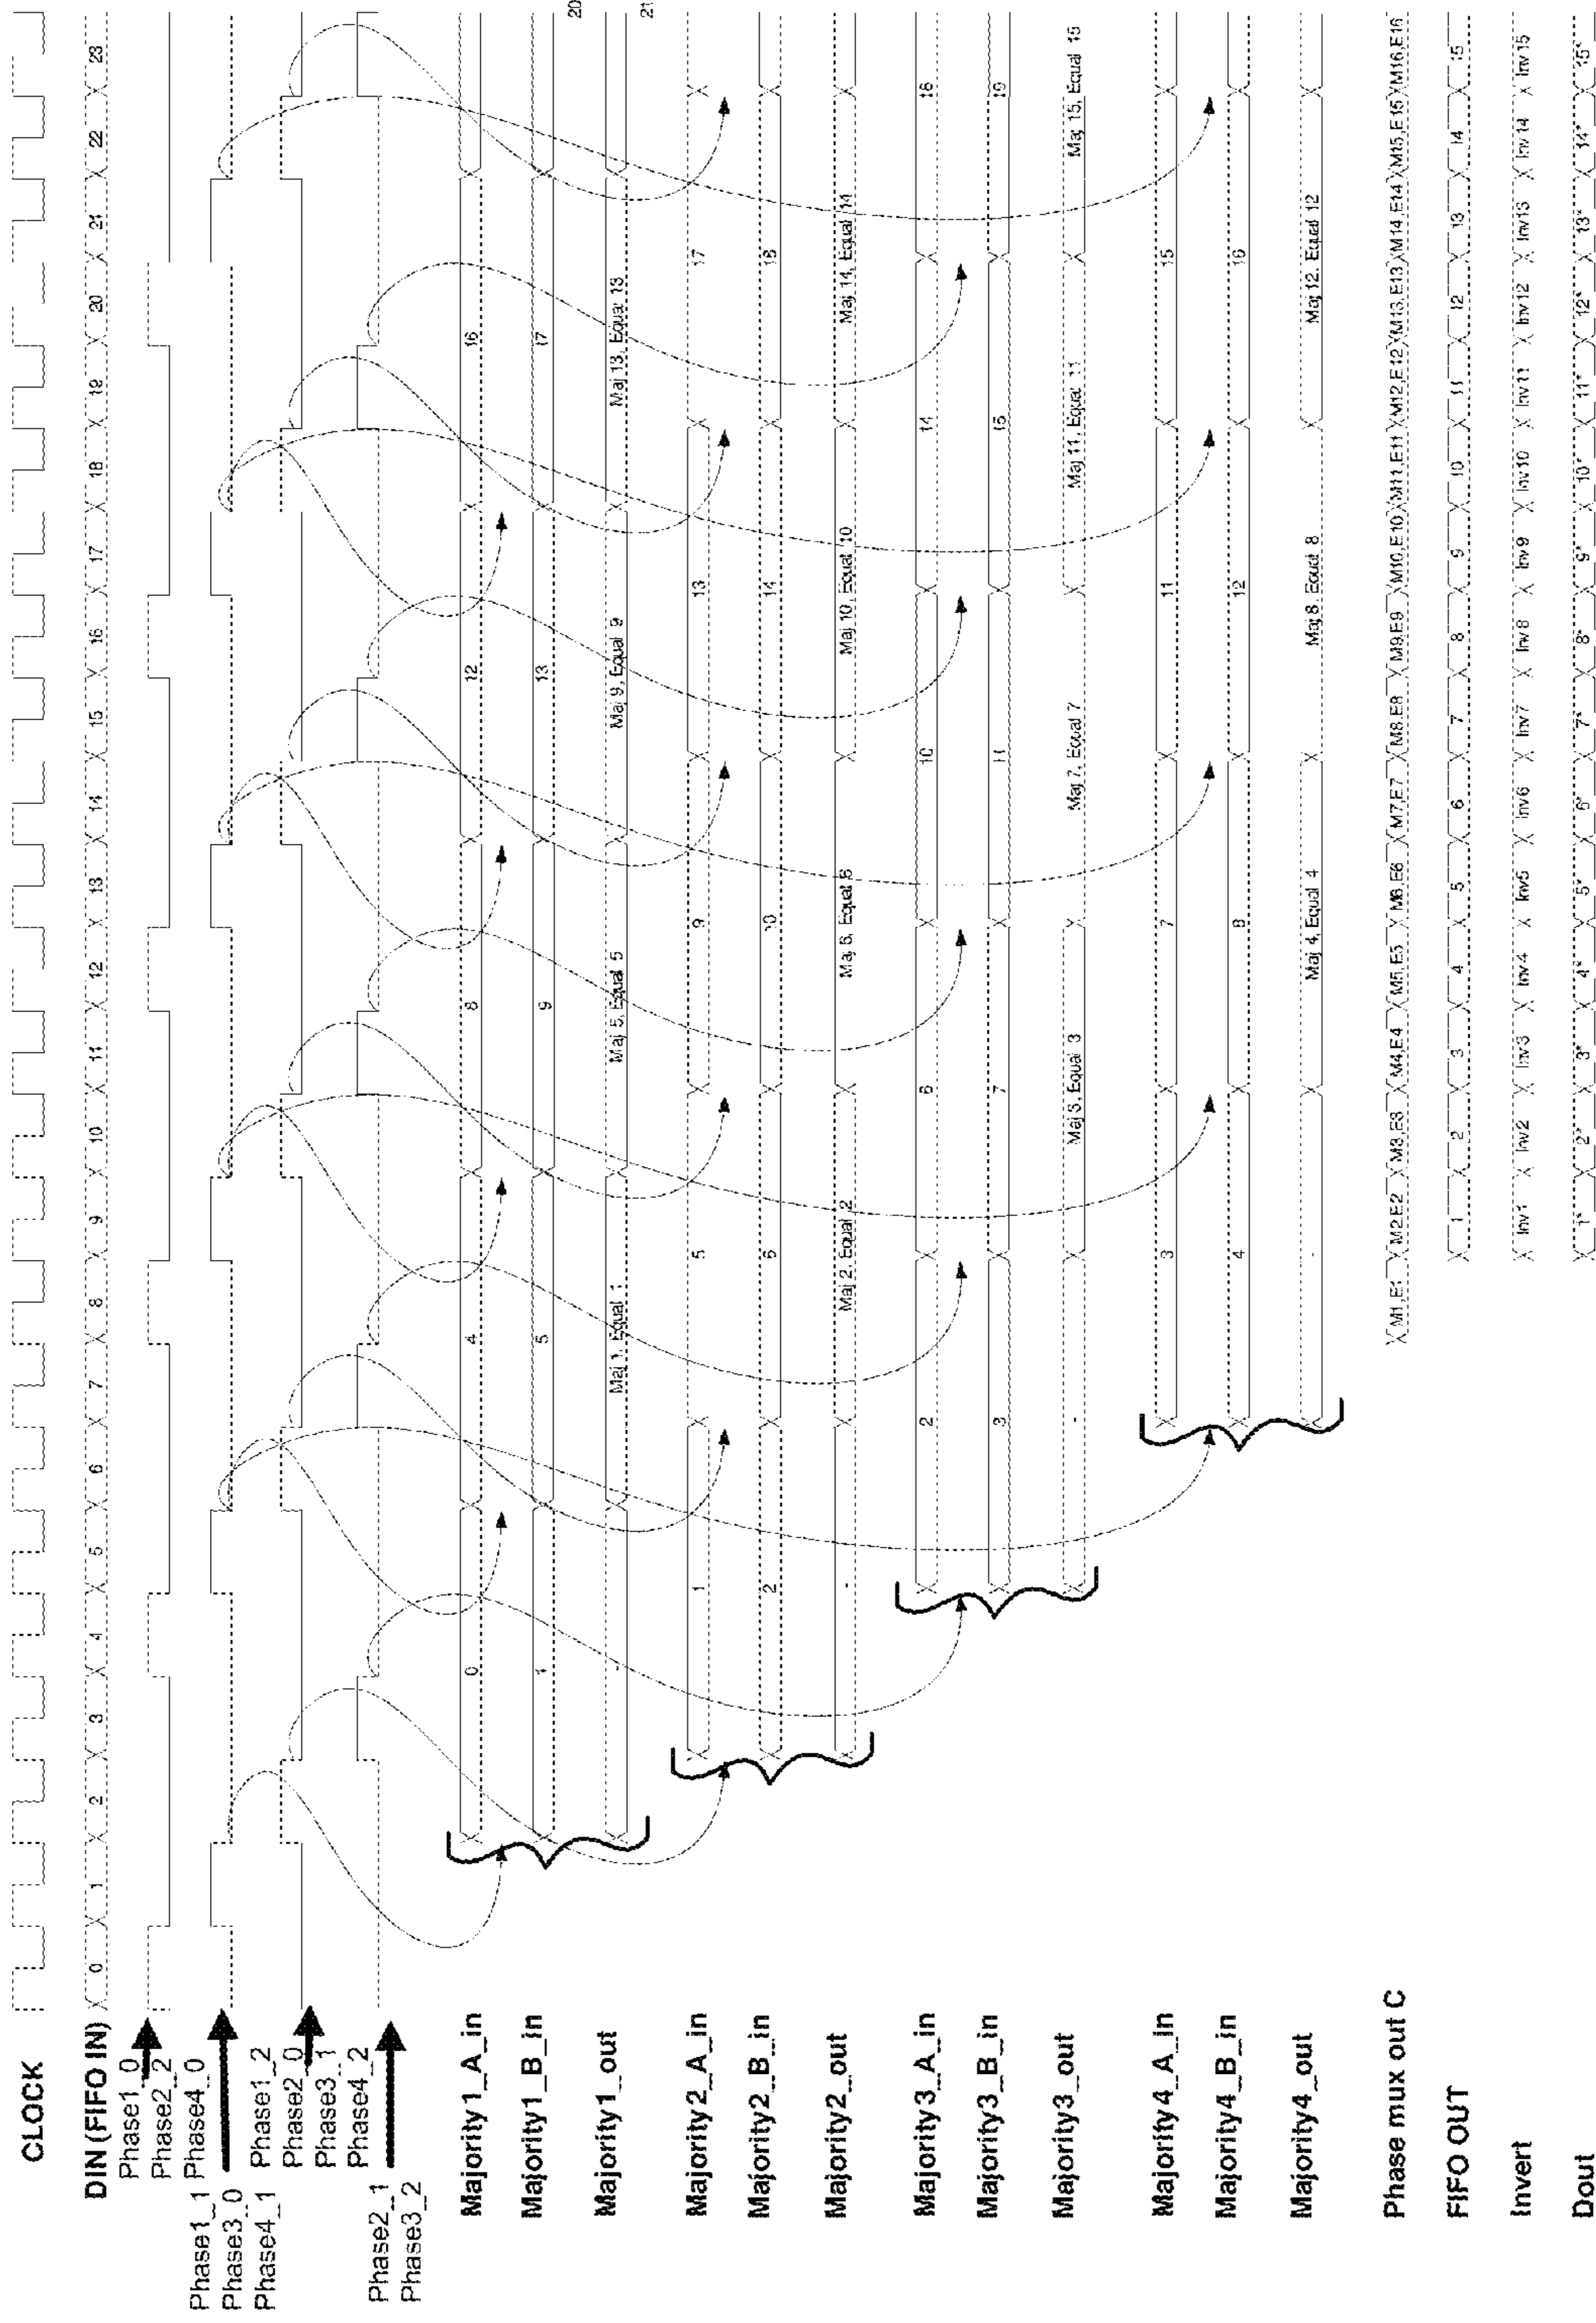 CLOCK
DIN (FIFO IN) 0 1 2 3 4 5 6 7 8 9 10 11 12 13 14 15 16 17 18 19 20 21 22 23
Phase1_0
Phase2_2
Phase4_0
Phase1_1
Phase3_0
Phase4_1
Phase1_2
Phase2_0
Phase3_1
Phase4_2
Phase2_1
Phase3_2
Majority1_A_in 0 4 8 12 16 20
Majority1_B_in 1 5 9 13 17 21
Majority1_out - Maj 1, Equal 1 Maj 5, Equal 5 Maj 9, Equal 9 Maj 13, Equal 13
Majority2_A_in 1 5 9 13 17
Majority2_B_in 2 6 10 14 18
Majority2_out - Maj 2, Equal 2 Maj 6, Equal 6 Maj 10, Equal 10 Maj 14, Equal 14
Majority3_A_in 2 6 10 14 18
Majority3_B_in 3 7 11 15 19
Majority3_out - Maj 3, Equal 3 Maj 7, Equal 7 Maj 11, Equal 11 Maj 15, Equal 15
Majority4_A_in 3 7 11 15
Majority4_B_in 4 8 12 16
Majority4_out - Maj 4, Equal 4 Maj 8, Equal 8 Maj 12, Equal 12
Phase mux out C M1,E1 M2,E2 M3,E3 M4,E4 M5,E5 M6,E6 M7,E7 M8,E8 M9,E9 M10,E10 M11,E11 M12,E12 M13,E13 M14,E14 M15,E15 M16,E16
FIFO OUT 1 2 3 4 5 6 7 8 9 10 11 12 13 14 15
Invert Inv1 Inv2 Inv3 Inv4 Inv5 Inv6 Inv7 Inv8 Inv9 Inv10 Inv11 Inv12 Inv13 Inv14 Inv15
Dout 1* 2* 3* 4* 5* 6* 7* 8* 9* 10* 11* 12* 13* 14* 15*